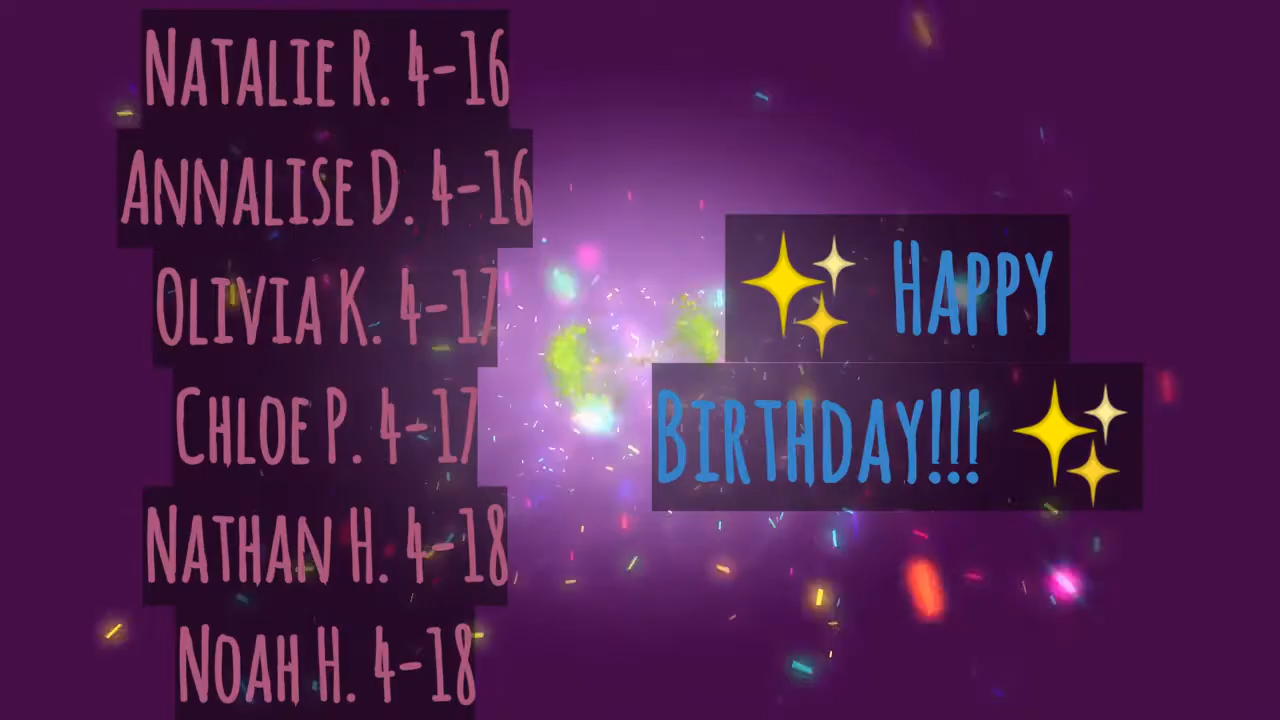 Natalie R. 4-16
Annalise D. 4-16
Olivia K. 4-17
Chloe P. 4-17
Nathan H. 4-18
Noah H. 4-18
✨ Happy
Birthday!!! ✨